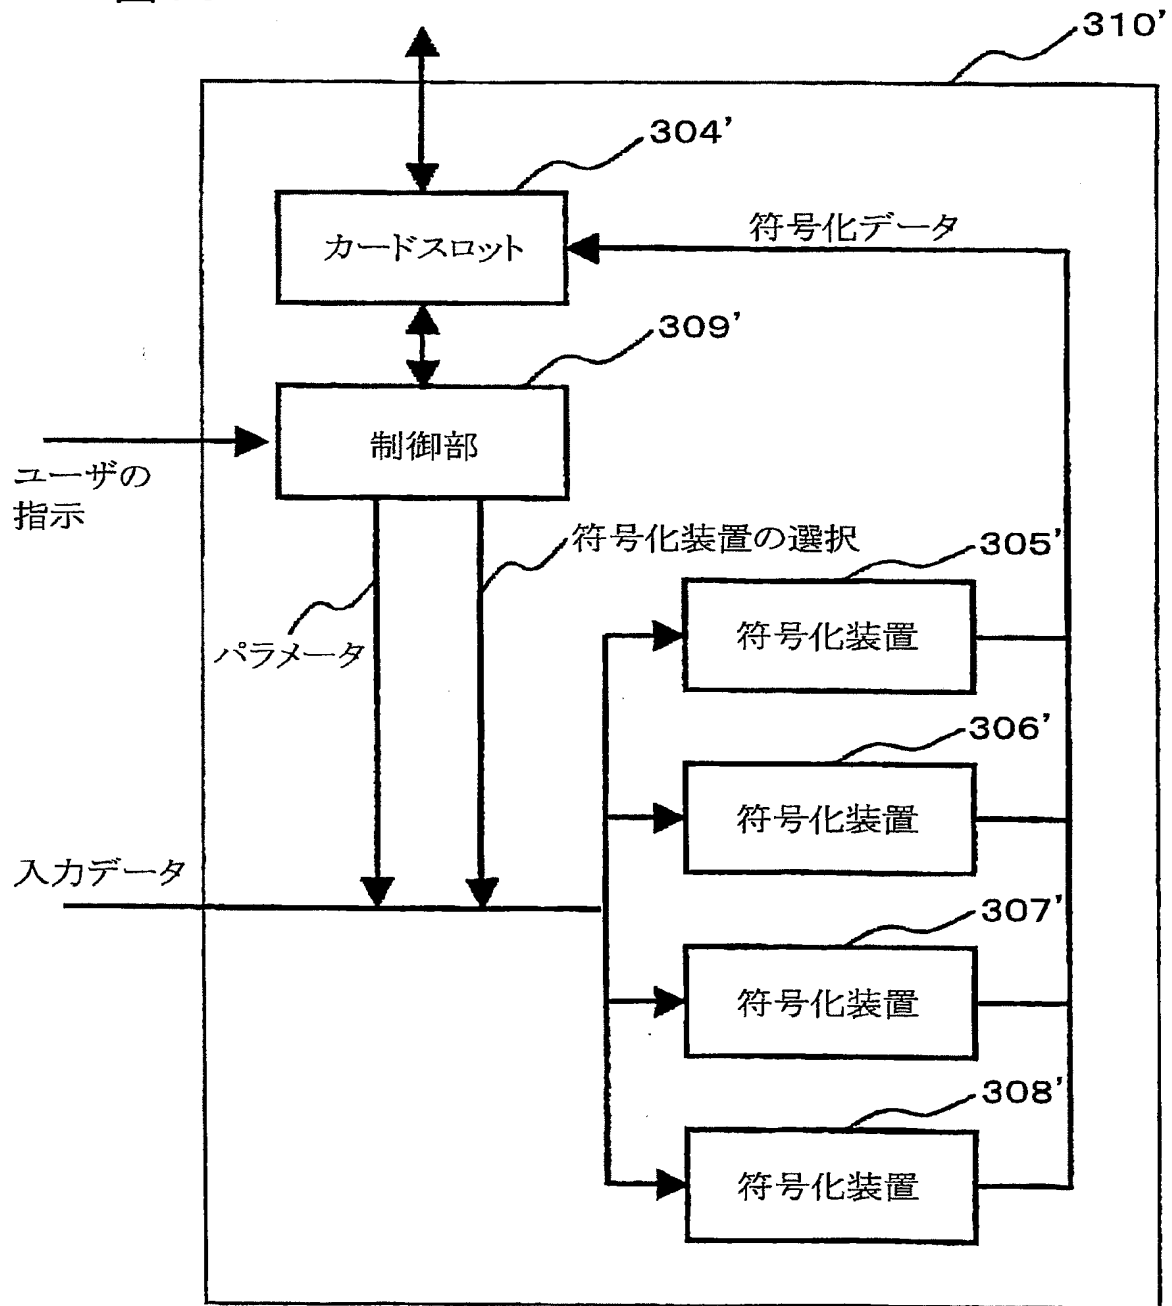 310'
304'
カードスロット
符号化データ
309'
制御部
ユーザの
指示
符号化装置の選択
パラメータ
305'
符号化装置
306'
符号化装置
入力データ
307'
符号化装置
308'
符号化装置